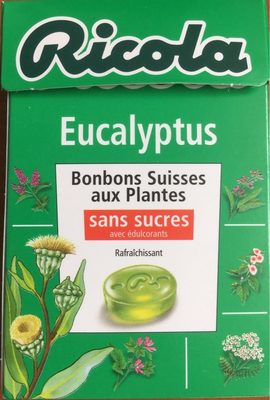 Ricola
Eucalyptus
Bonbons Suisses
aux Plantes
sans sucres
avec édulcorants
Rafraîchissant